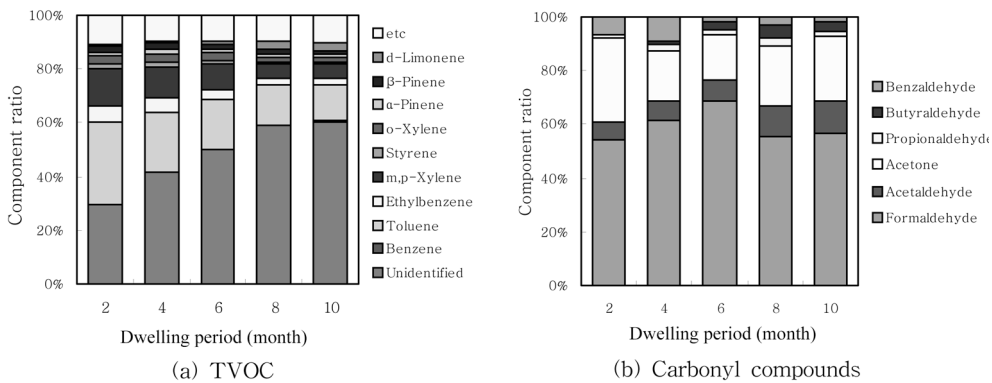 100%
80%
60%
40%
20%
0%
Component ratio
2 4 6 8 10
Dwelling period (month)
etc
d-Limonene
β-Pinene
α-Pinene
o-Xylene
Styrene
m,p-Xylene
Ethylbenzene
Toluene
Benzene
Unidentified
(a) TVOC
100%
80%
60%
40%
20%
0%
Component ratio
2 4 6 8 10
Dwelling period (month)
Benzaldehyde
Butyraldehyde
Propionaldehyde
Acetone
Acetaldehyde
Formaldehyde
(b) Carbonyl compounds